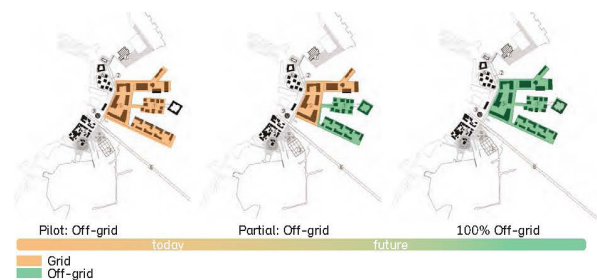 Pilot: Off-grid
Partial: Off-grid
100% Off-grid
today
future
Grid
Off-grid